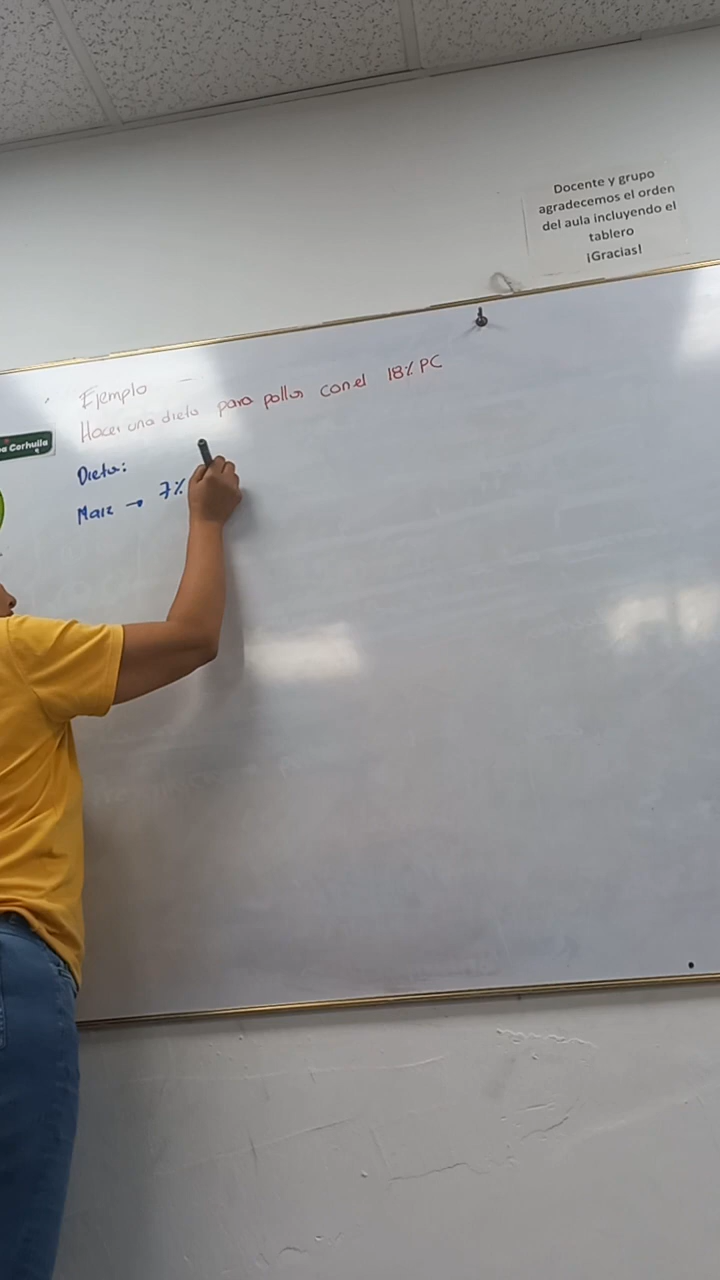 Docente y grupo
agradecemos el orden
del aula incluyendo el
tablero
¡Gracias!
Ejemplo
Hacer una dieta para pollos con el 18% PC
a Corhuila
Dieta:
Maiz → 7%